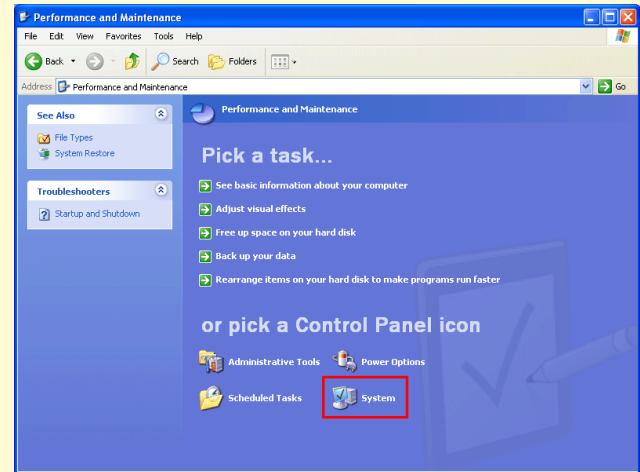 Performance and Maintenance
File Edit View Favorites Tools Help
Back Search Folders
Address Performance and Maintenance Go
See Also
File Types
System Restore
Troubleshooters
Startup and Shutdown
Performance and Maintenance
Pick a task...
See basic information about your computer
Adjust visual effects
Free up space on your hard disk
Back up your data
Rearrange items on your hard disk to make programs run faster
or pick a Control Panel icon
Administrative Tools Power Options
Scheduled Tasks System